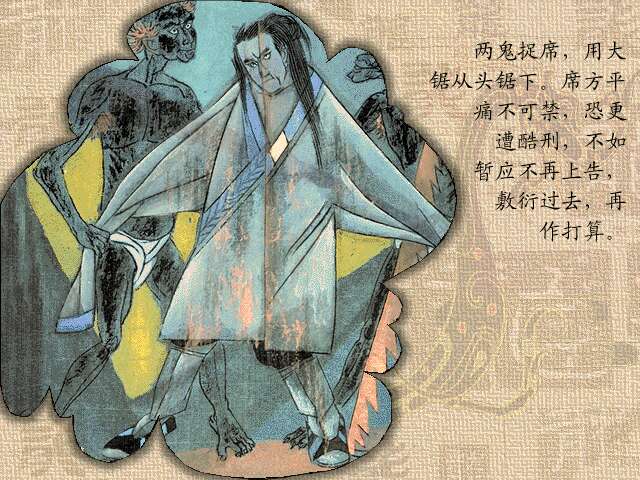 两鬼捉席，用大
锯从头锯下。席方平
痛不可禁，恐更
遭酷刑，不如
暂应不再上告，
敷衍过去，再
作打算。